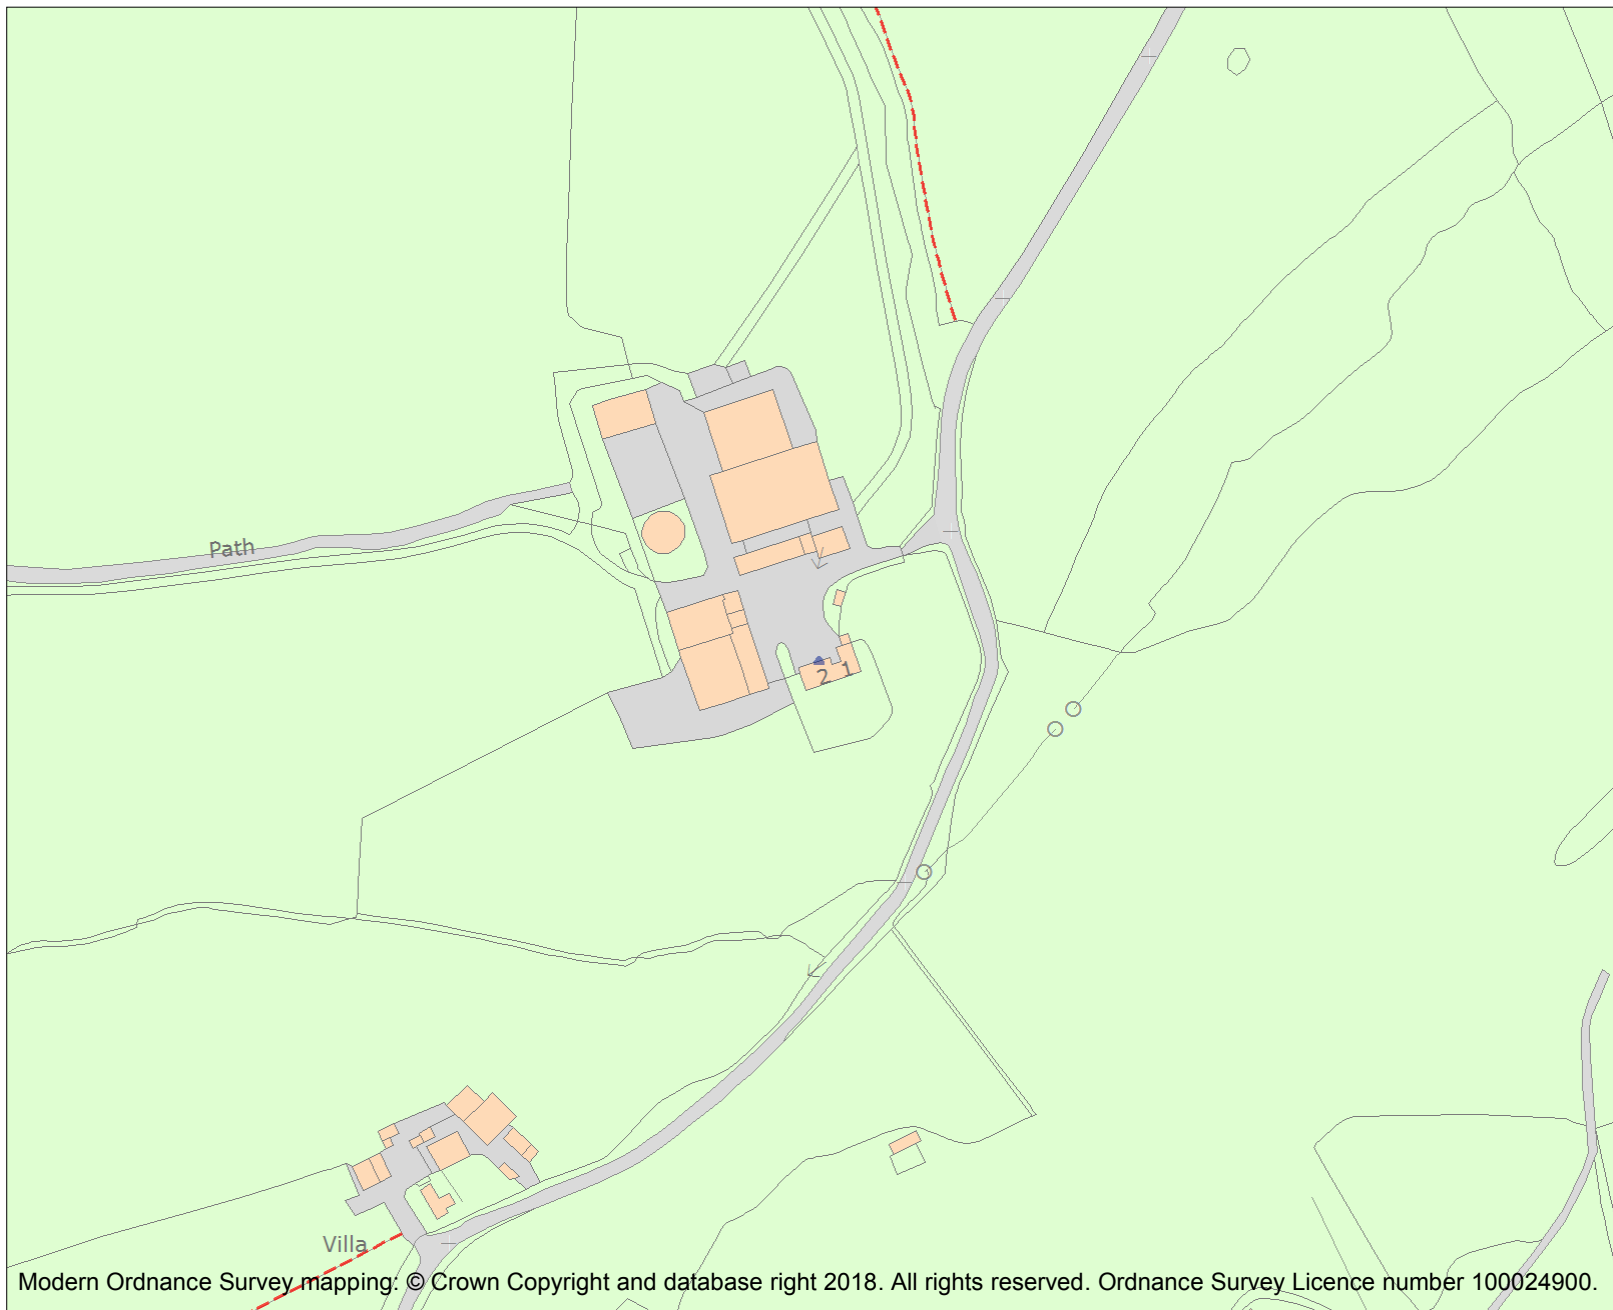 Path
2 1
Villa
Modern Ordnance Survey mapping: © Crown Copyright and database right 2018. All rights reserved. Ordnance Survey Licence number 100024900.